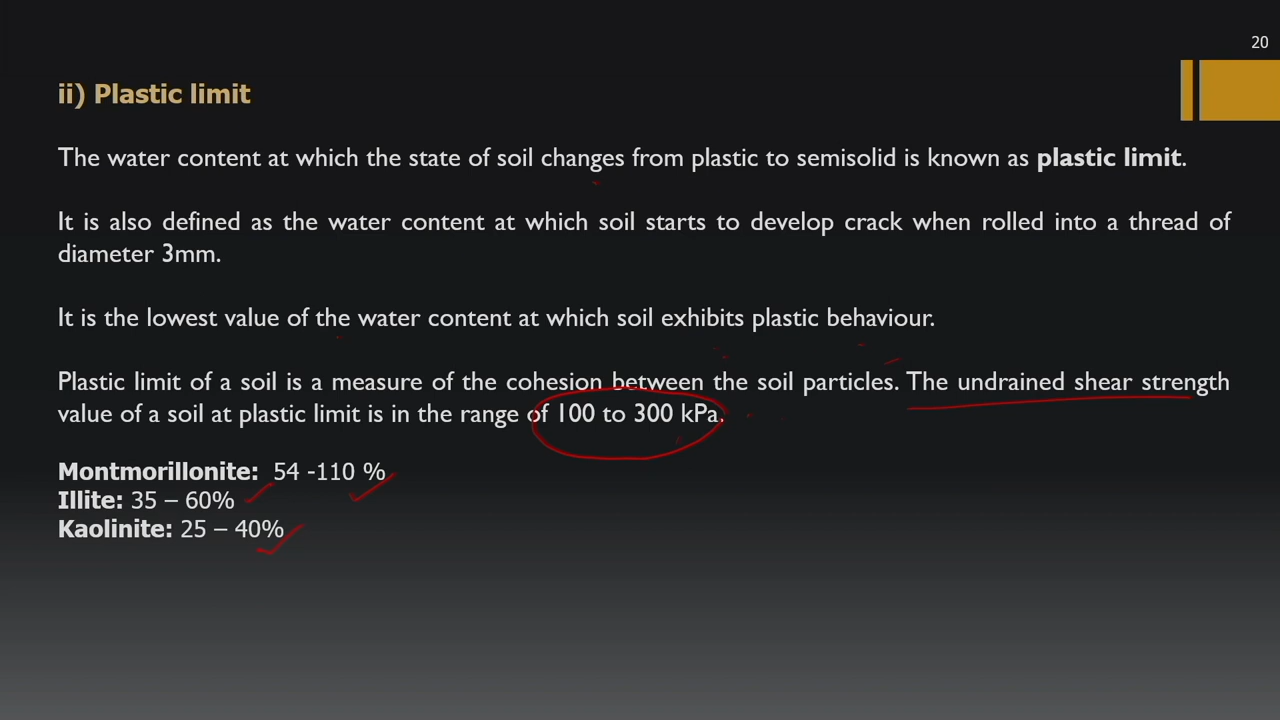 20
ii) Plastic limit
The water content at which the state of soil changes from plastic to semisolid is known as plastic limit.
It is also defined as the water content at which soil starts to develop crack when rolled into a thread of
diameter 3mm.
It is the lowest value of the water content at which soil exhibits plastic behaviour.
Plastic limit of a soil is a measure of the cohesion between the soil particles. The undrained shear strength
value of a soil at plastic limit is in the range of 100 to 300 kPa.
Montmorillonite: 54 -110 %
Illite: 35 – 60%
Kaolinite: 25 – 40%